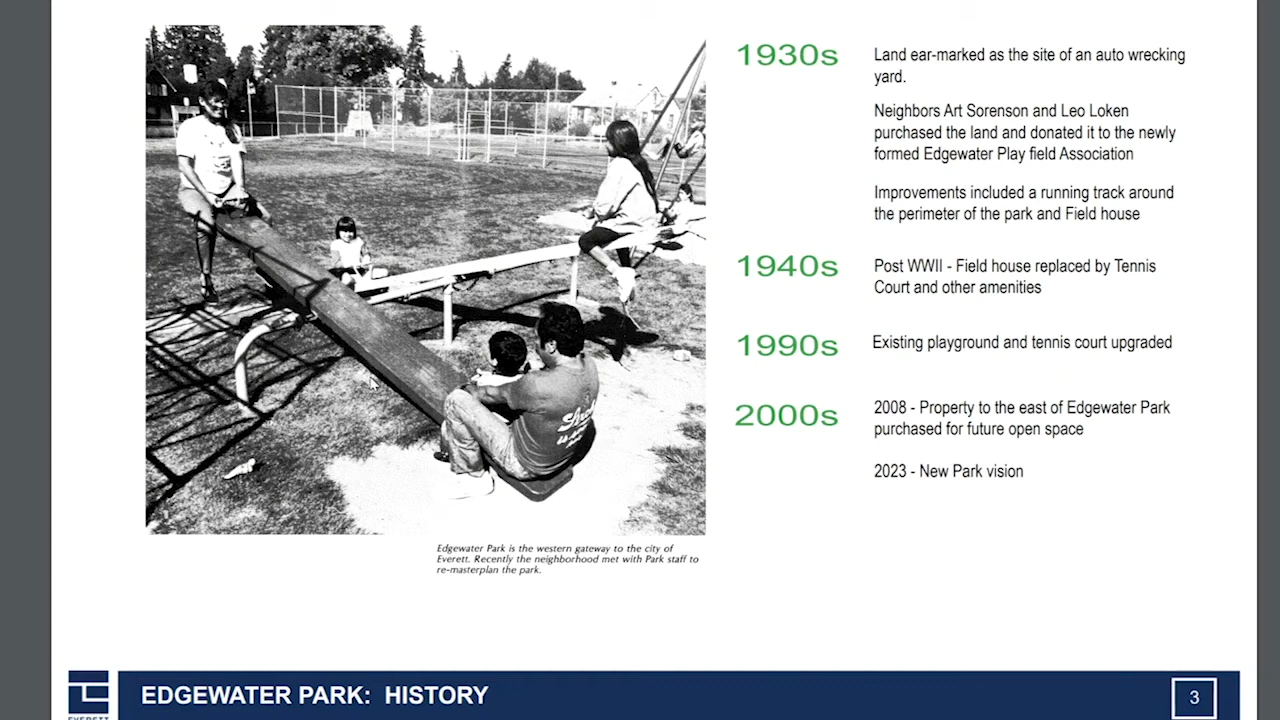 1930s
Land ear-marked as the site of an auto wrecking
yard.
Neighbors Art Sorenson and Leo Loken
purchased the land and donated it to the newly
formed Edgewater Play field Association
Improvements included a running track around
the perimeter of the park and Field house
1940s
Post WWII - Field house replaced by Tennis
Court and other amenities
1990s
Existing playground and tennis court upgraded
2000s
2008 - Property to the east of Edgewater Park
purchased for future open space
2023 - New Park vision
Edgewater Park is the western gateway to the city of
Everett. Recently the neighborhood met with Park staff to
re-masterplan the park.
EVERETT
EDGEWATER PARK: HISTORY
3